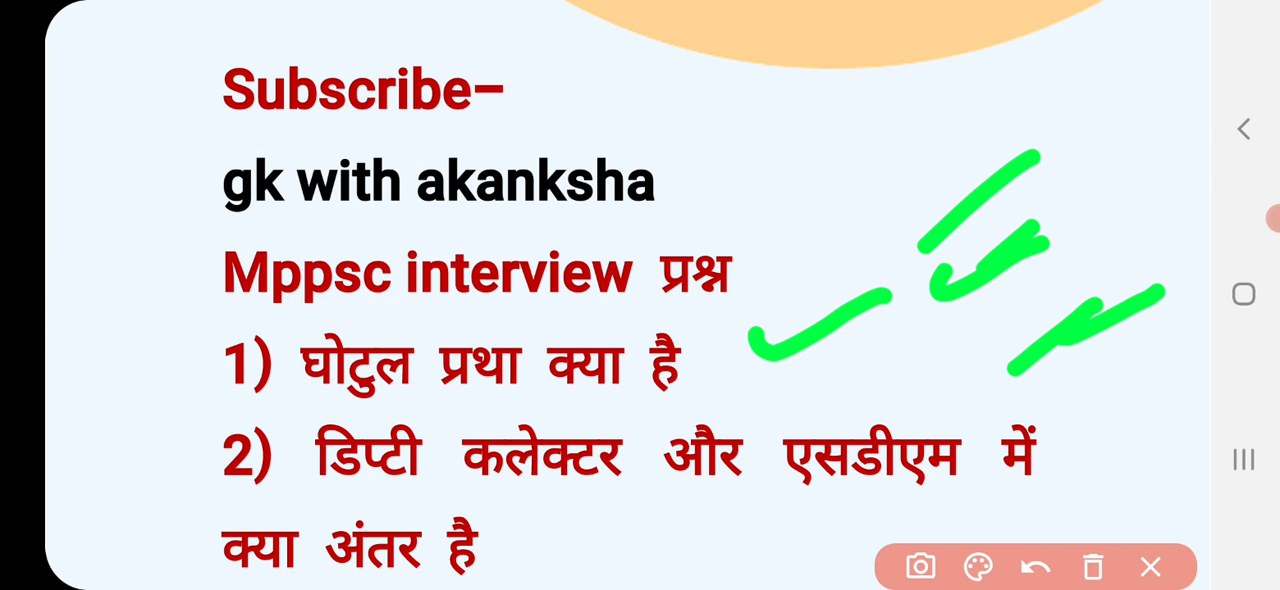 Subscribe–
gk with akanksha
Mppsc interview प्रश्न
1) घोटुल प्रथा क्या है
2) डिप्टी कलेक्टर और एसडीएम में
क्या अंतर है